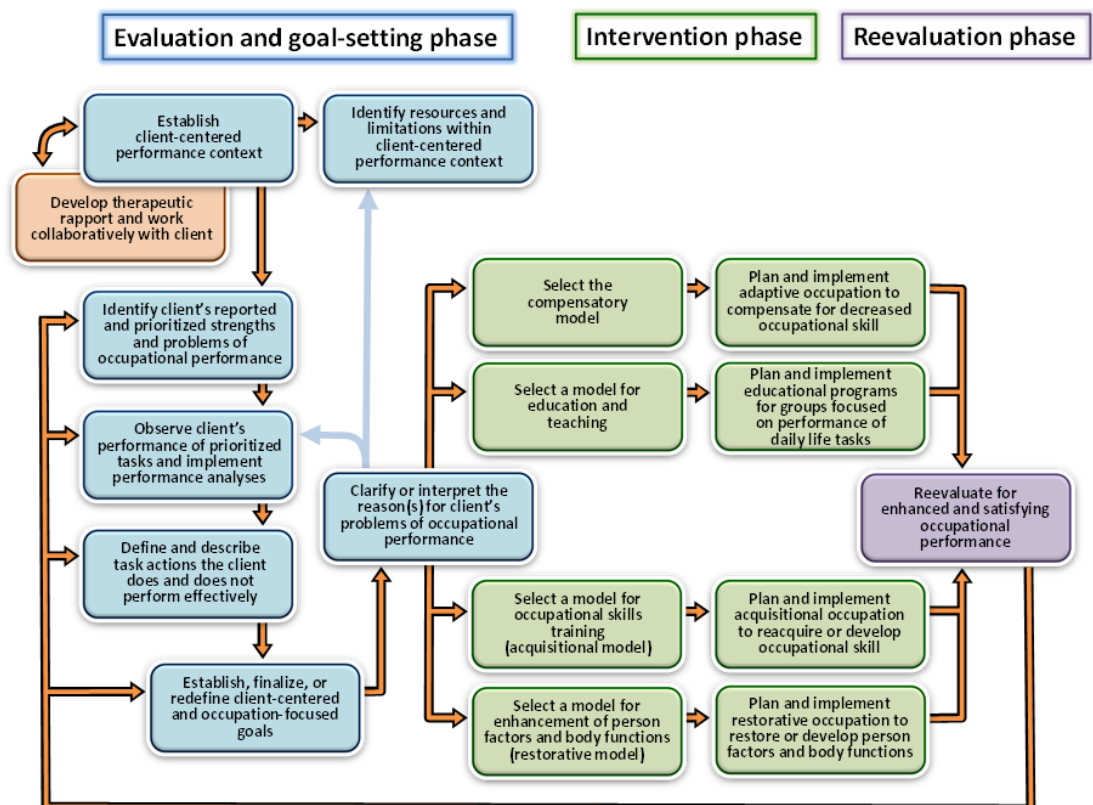 Evaluation and goal-setting phase
Intervention phase
Reevaluation phase
Establish
client-centered
performance context
Identify resources and
limitations within
client-centered
performance context
Develop therapeutic
rapport and work
collaboratively with client
Identify client's reported
and prioritized strengths
and problems of
occupational performance
Observe client's
performance of prioritized
tasks and implement
performance analyses
Define and describe
task actions the client
does and does not
perform effectively
Establish, finalize, or
redefine client-centered
and occupation-focused
goals
Clarify or interpret the
reason(s) for client's
problems of occupational
performance
Select the
compensatory
model
Plan and implement
adaptive occupation to
compensate for decreased
occupational skill
Select a model for
education and
teaching
Plan and implement
educational programs
for groups focused
on performance of
daily life tasks
Select a model for
occupational skills
training
(acquisitional model)
Plan and implement
acquisitional occupation
to reacquire or develop
occupational skill
Select a model for
enhancement of person
factors and body functions
(restorative model)
Plan and implement
restorative occupation to
restore or develop person
factors and body functions
Reevaluate for
enhanced and satisfying
occupational
performance